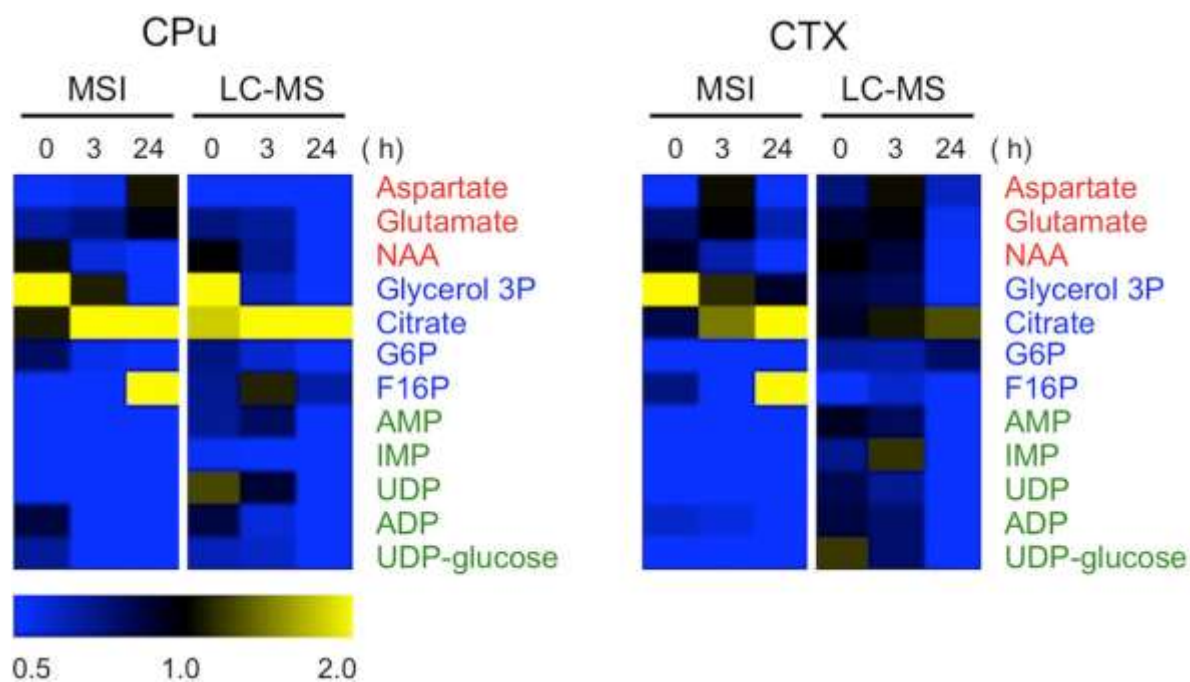 CPu
CTX
MSI LC-MS
MSI LC-MS
0 3 24 0 3 24 ( h)
0 3 24 0 3 24 ( h)
Aspartate
Glutamate
NAA
Glycerol 3P
Citrate
G6P
F16P
AMP
IMP
UDP
ADP
UDP-glucose
Aspartate
Glutamate
NAA
Glycerol 3P
Citrate
G6P
F16P
AMP
IMP
UDP
ADP
UDP-glucose
0.5 1.0 2.0